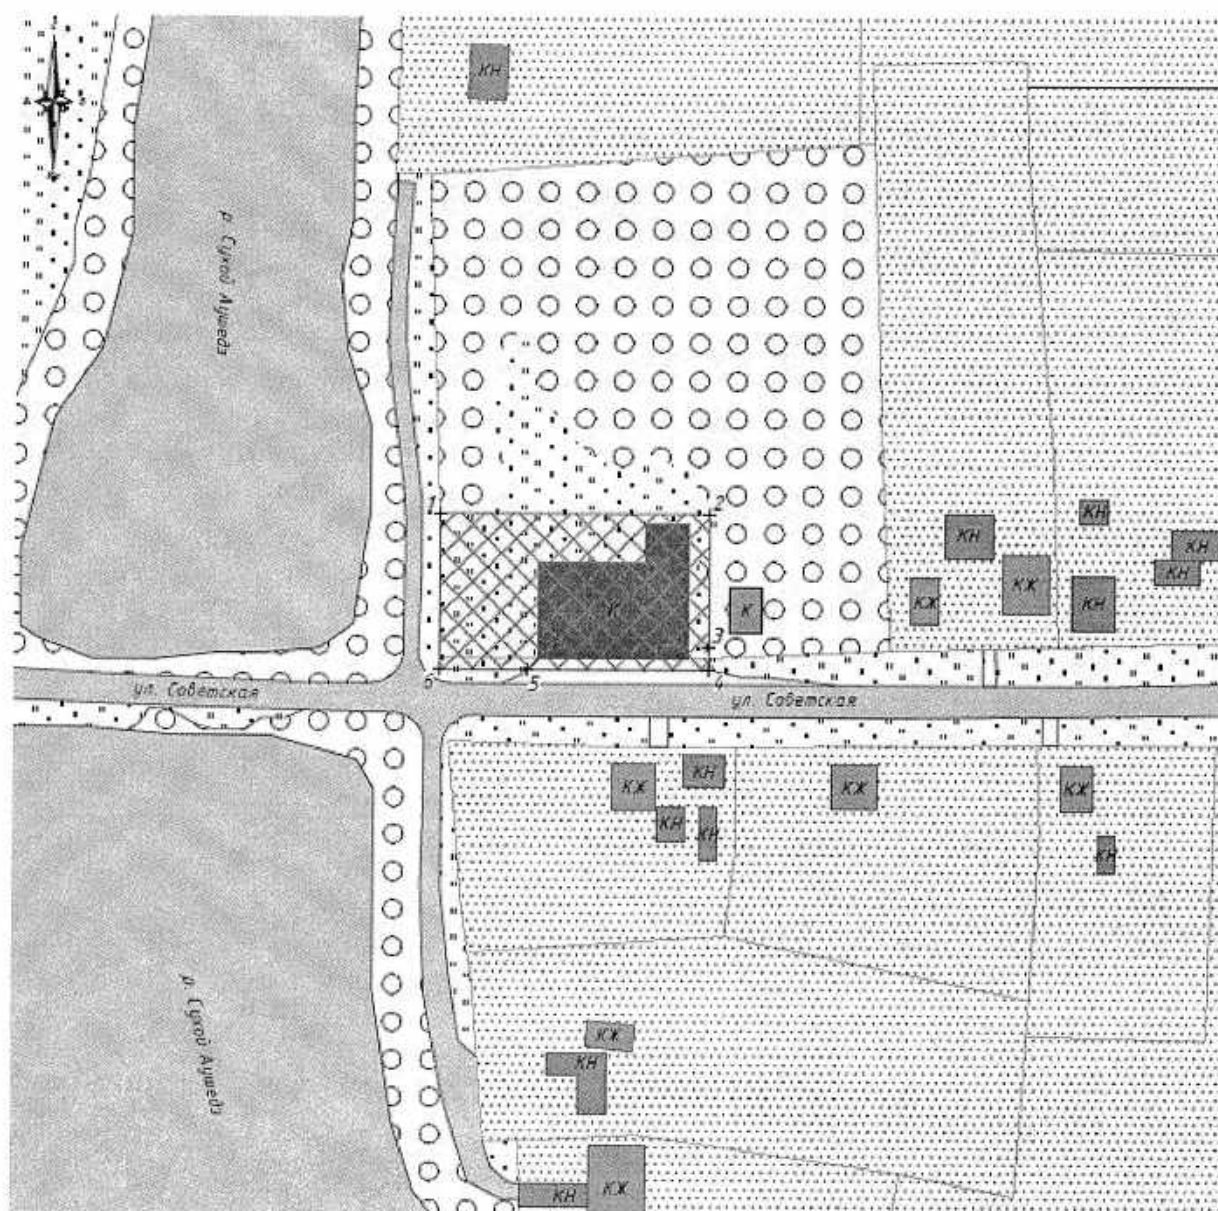 КН
р. Сухой Аушедз
1
2
КН
КН
КН
К
К
КЖ
КЖ
КН
КН
3
6
5
4
ул. Советская
ул. Советская
КЖ
КН
КЖ
КЖ
КН
КН
КН
р. Сухой Аушедз
КЖ
КН
КН
КЖ